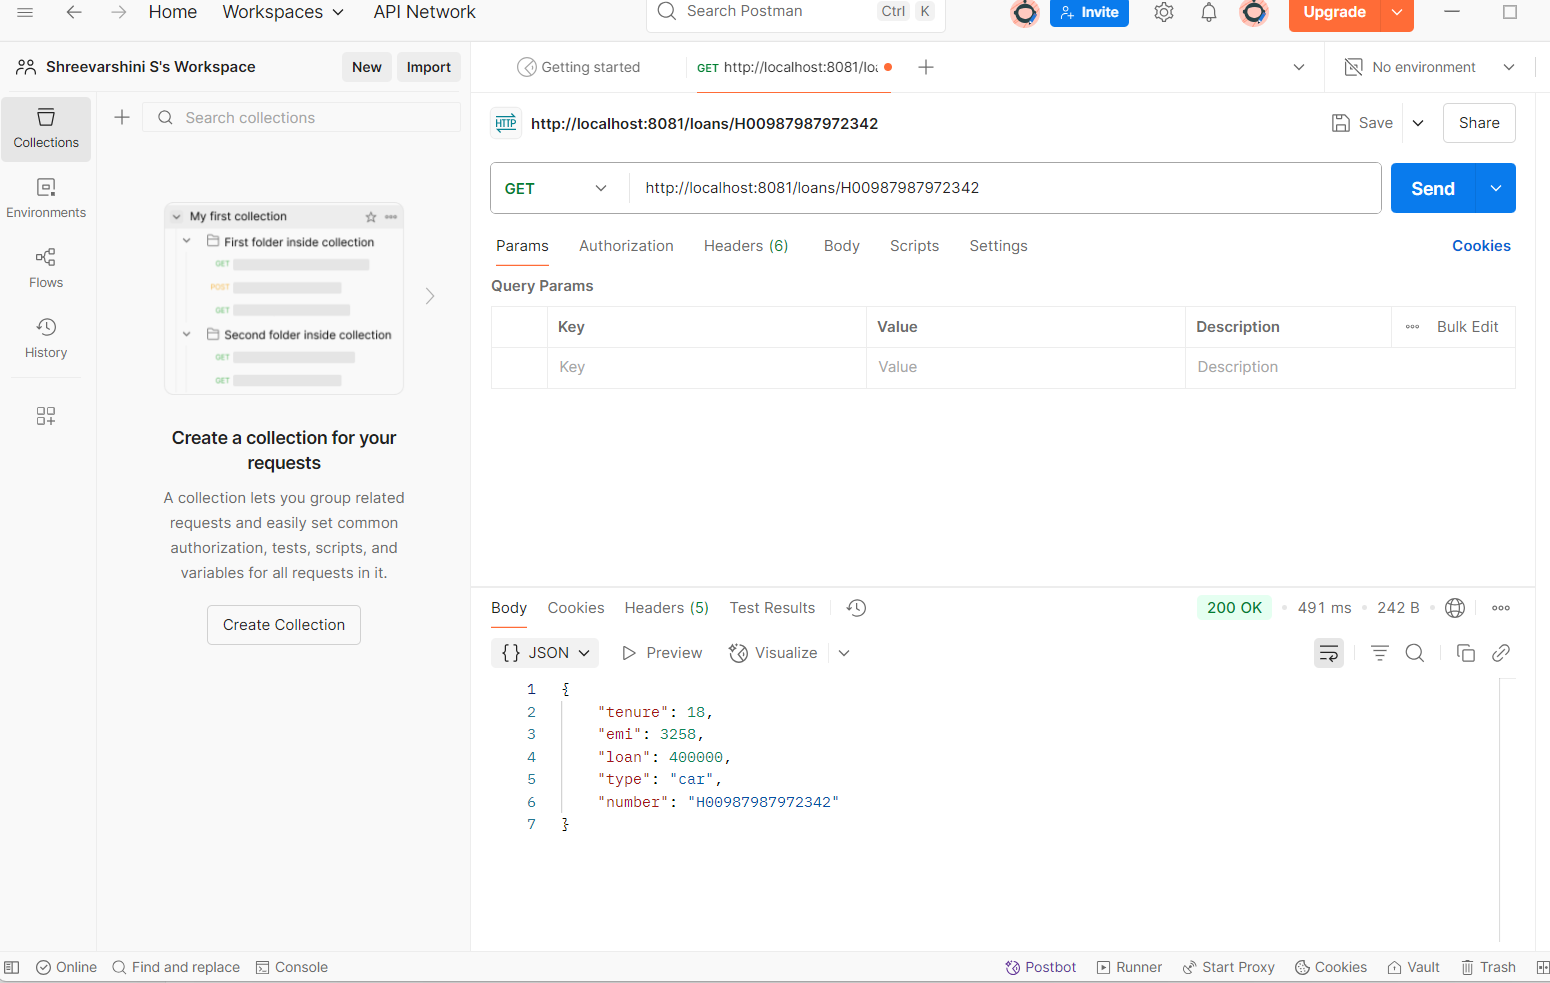 Home Workspaces API Network Search Postman Ctrl K Invite Upgrade
Shreevarshini S's Workspace New Import
Getting started GET http://localhost:8081/loa No environment
Collections
Environments
Flows
History
Search collections
My first collection
First folder inside collection
GET
POST
GET
Second folder inside collection
GET
GET
Create a collection for your
requests
A collection lets you group related
requests and easily set common
authorization, tests, scripts, and
variables for all requests in it.
Create Collection
HTTP http://localhost:8081/loans/H00987987972342 Save Share
GET http://localhost:8081/loans/H00987987972342 Send
Params Authorization Headers (6) Body Scripts Settings Cookies
Query Params
Key Value Description Bulk Edit
Key Value Description
Body Cookies Headers (5) Test Results 200 OK 491 ms 242 B
{} JSON Preview Visualize
1 {
2 "tenure": 18,
3 "emi": 3258,
4 "loan": 400000,
5 "type": "car",
6 "number": "H00987987972342"
7 }
Online Find and replace Console Postbot Runner Start Proxy Cookies Vault Trash